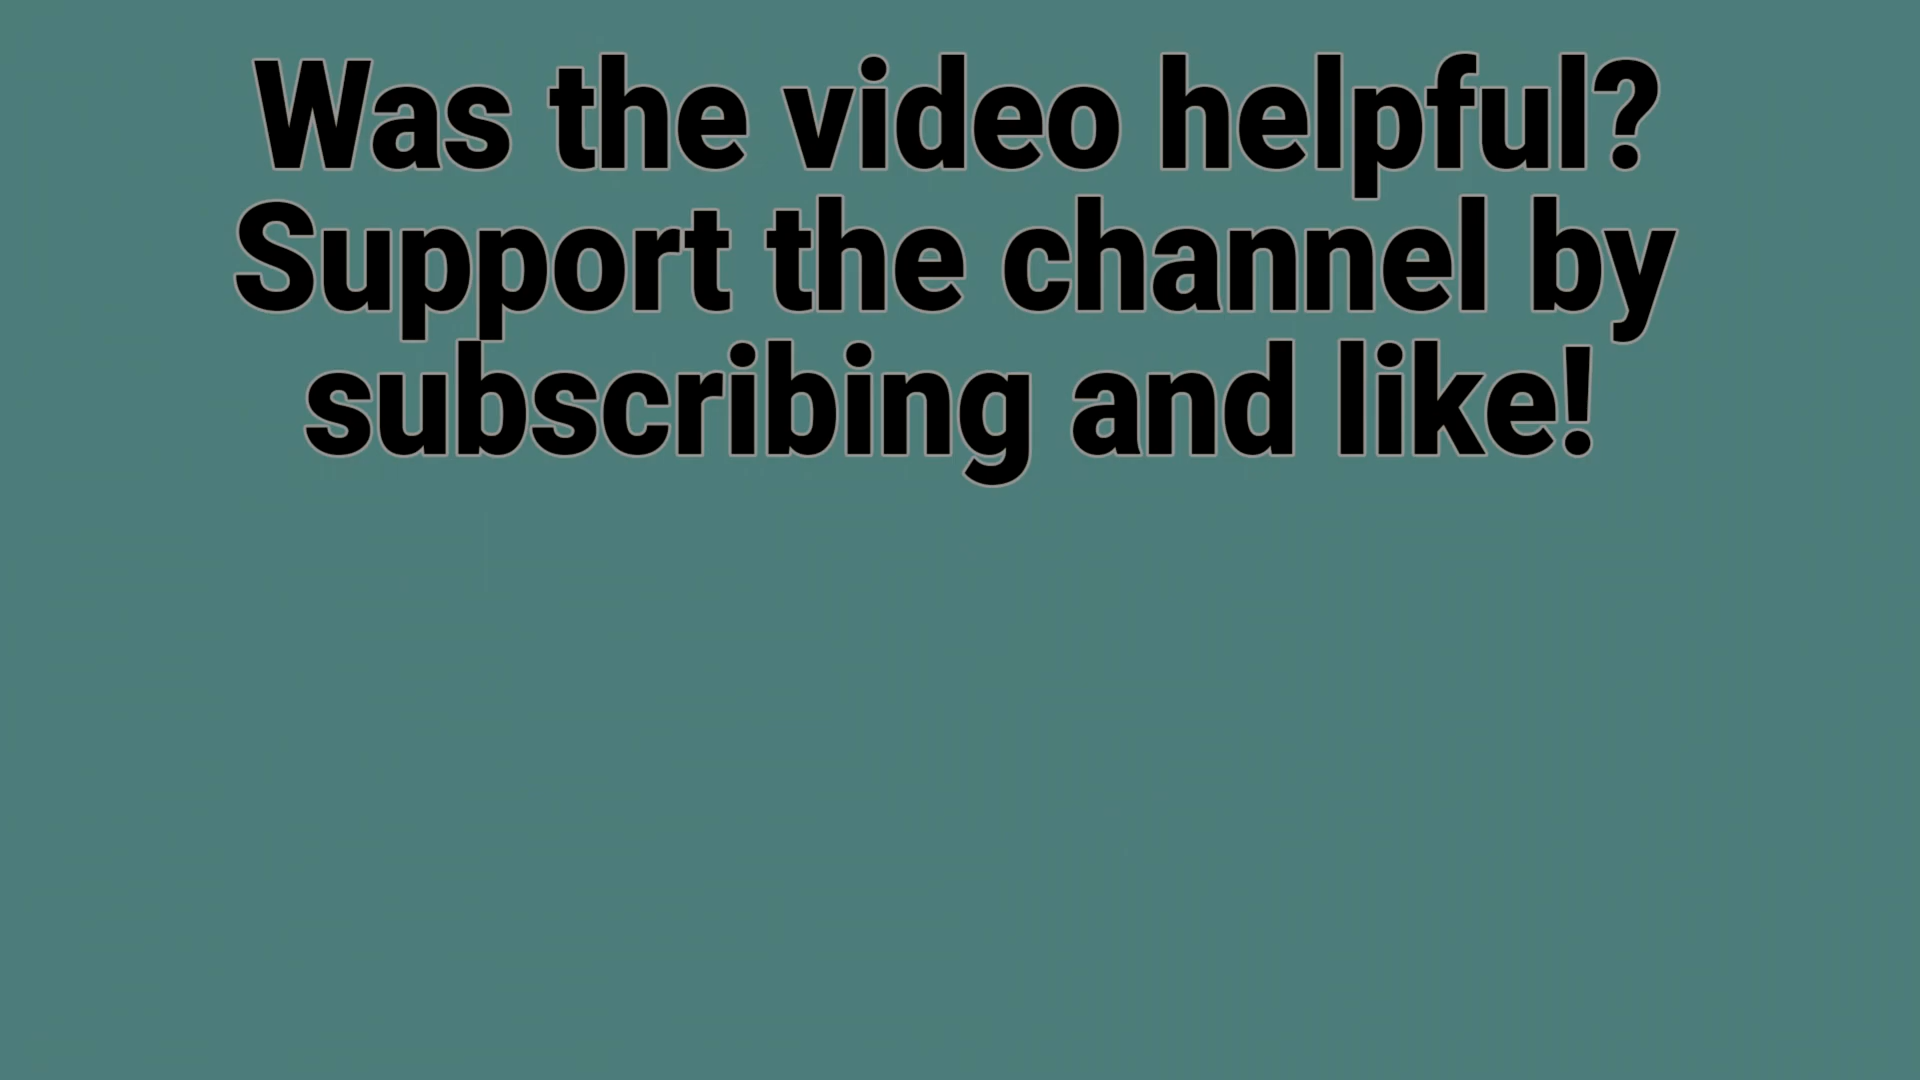 Was the video helpful?
Support the channel by
subscribing and like!